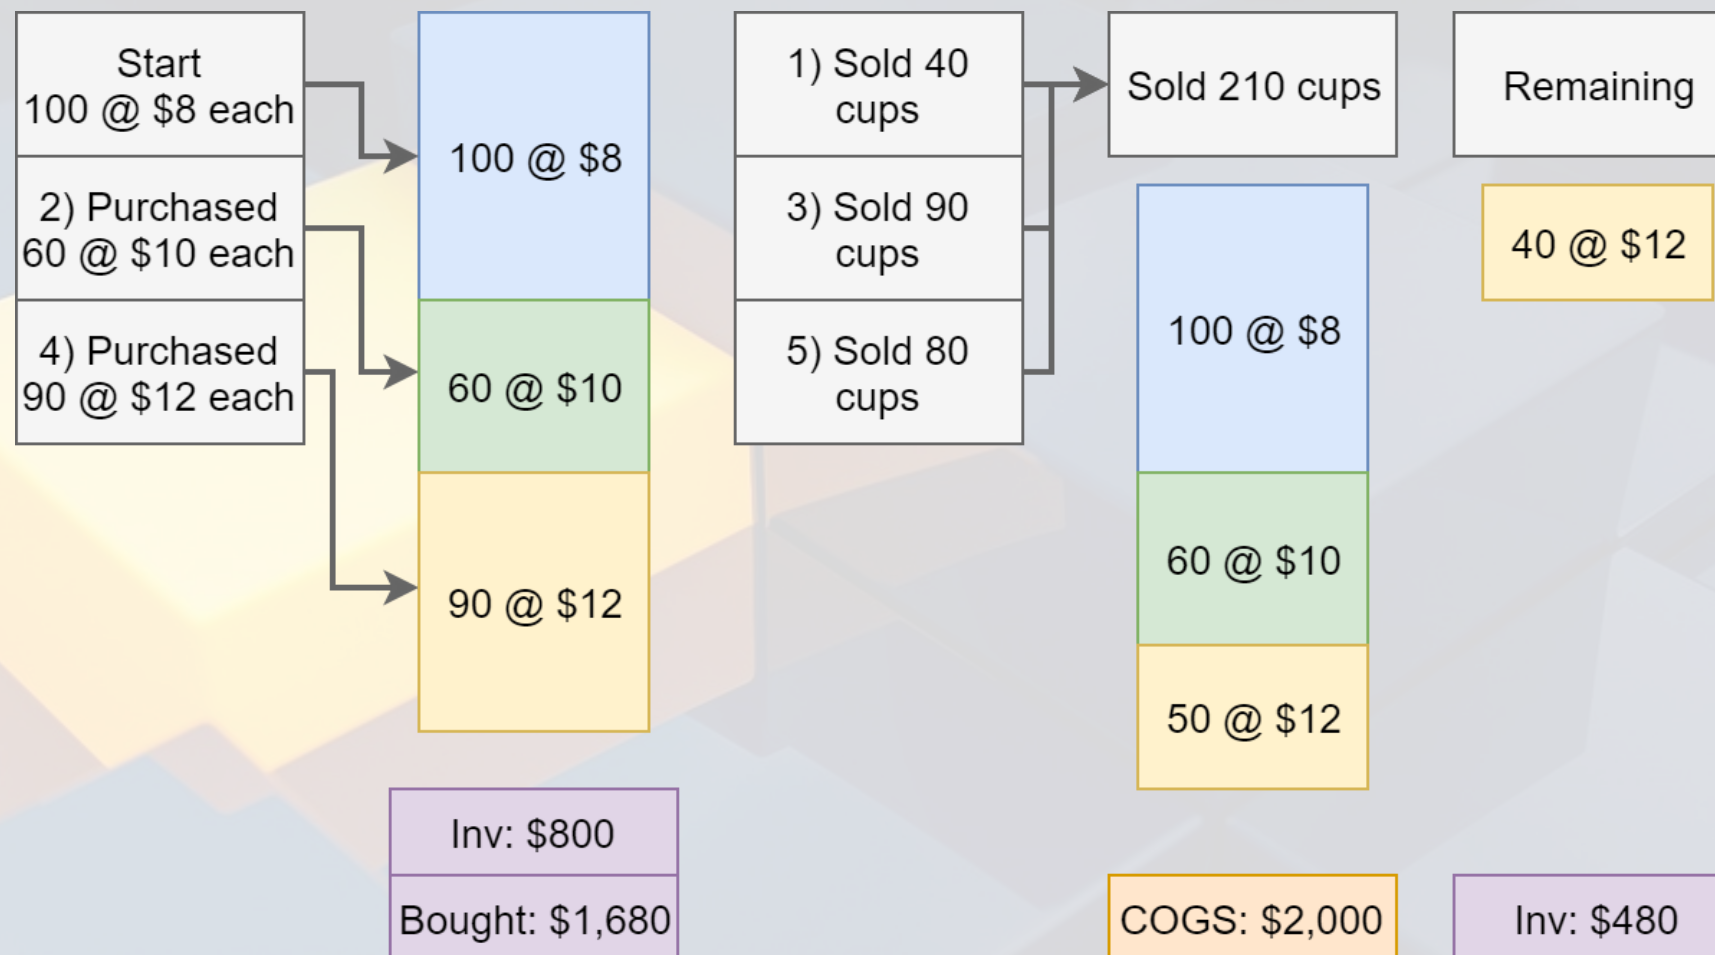 Start
100 @ $8 each
2) Purchased
60 @ $10 each
4) Purchased
90 @ $12 each
100 @ $8
60 @ $10
90 @ $12
Inv: $800
Bought: $1,680
1) Sold 40
cups
3) Sold 90
cups
5) Sold 80
cups
Sold 210 cups
100 @ $8
60 @ $10
50 @ $12
COGS: $2,000
Remaining
40 @ $12
Inv: $480